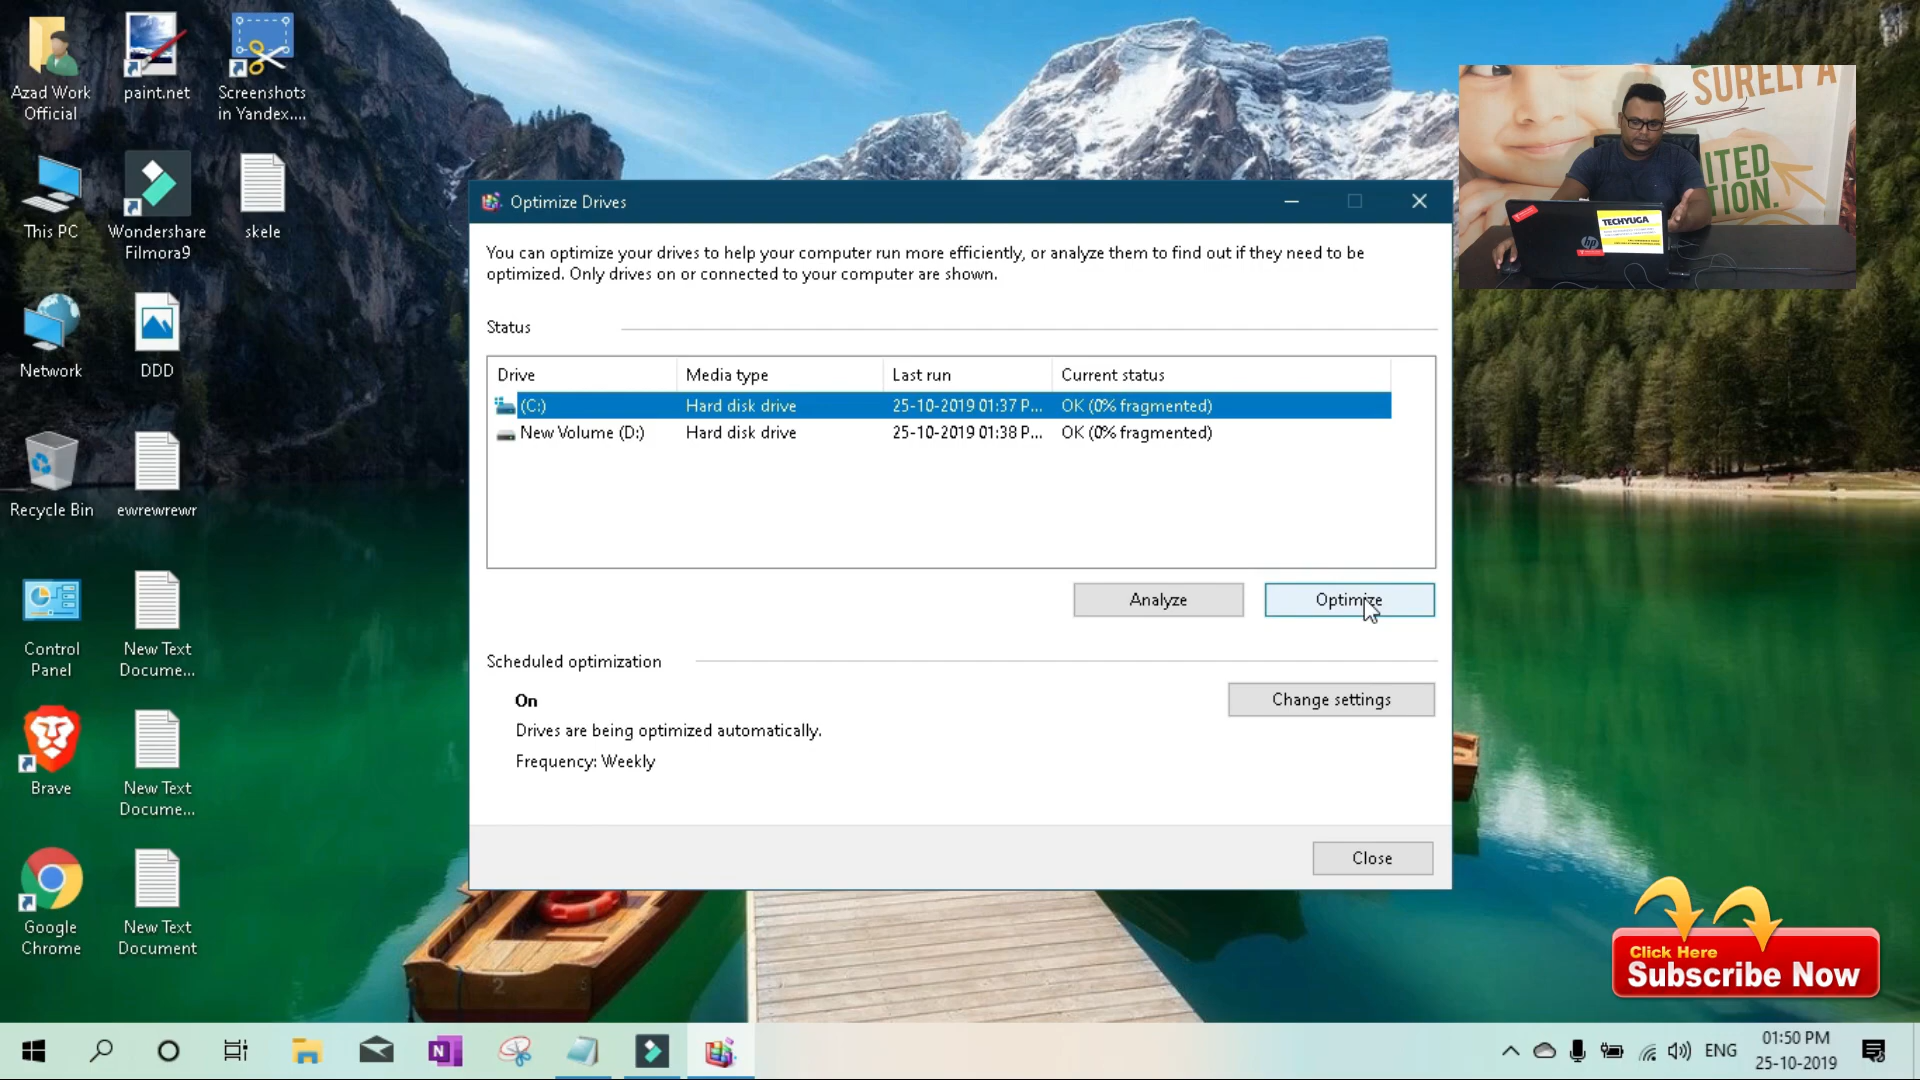 Azad Work
Official
paint.net
Screenshots
in Yandex....
This PC
Wondershare
Filmora9
skele
Network
DDD
Recycle Bin
ewrewrewr
Control
Panel
New Text
Docume...
Brave
New Text
Docume...
Google
Chrome
New Text
Document
Optimize Drives
You can optimize your drives to help your computer run more efficiently, or analyze them to find out if they need to be
optimized. Only drives on or connected to your computer are shown.
Status
Drive Media type Last run Current status
(C:) Hard disk drive 25-10-2019 01:37 P... OK (0% fragmented)
New Volume (D:) Hard disk drive 25-10-2019 01:38 P... OK (0% fragmented)
Analyze Optimize
Scheduled optimization
On
Change settings
Drives are being optimized automatically.
Frequency: Weekly
Close
SURELY A
ITED
TION.
TECHYUGA
hp
Click Here
Subscribe Now
2
N
ENG
01:50 PM
25-10-2019